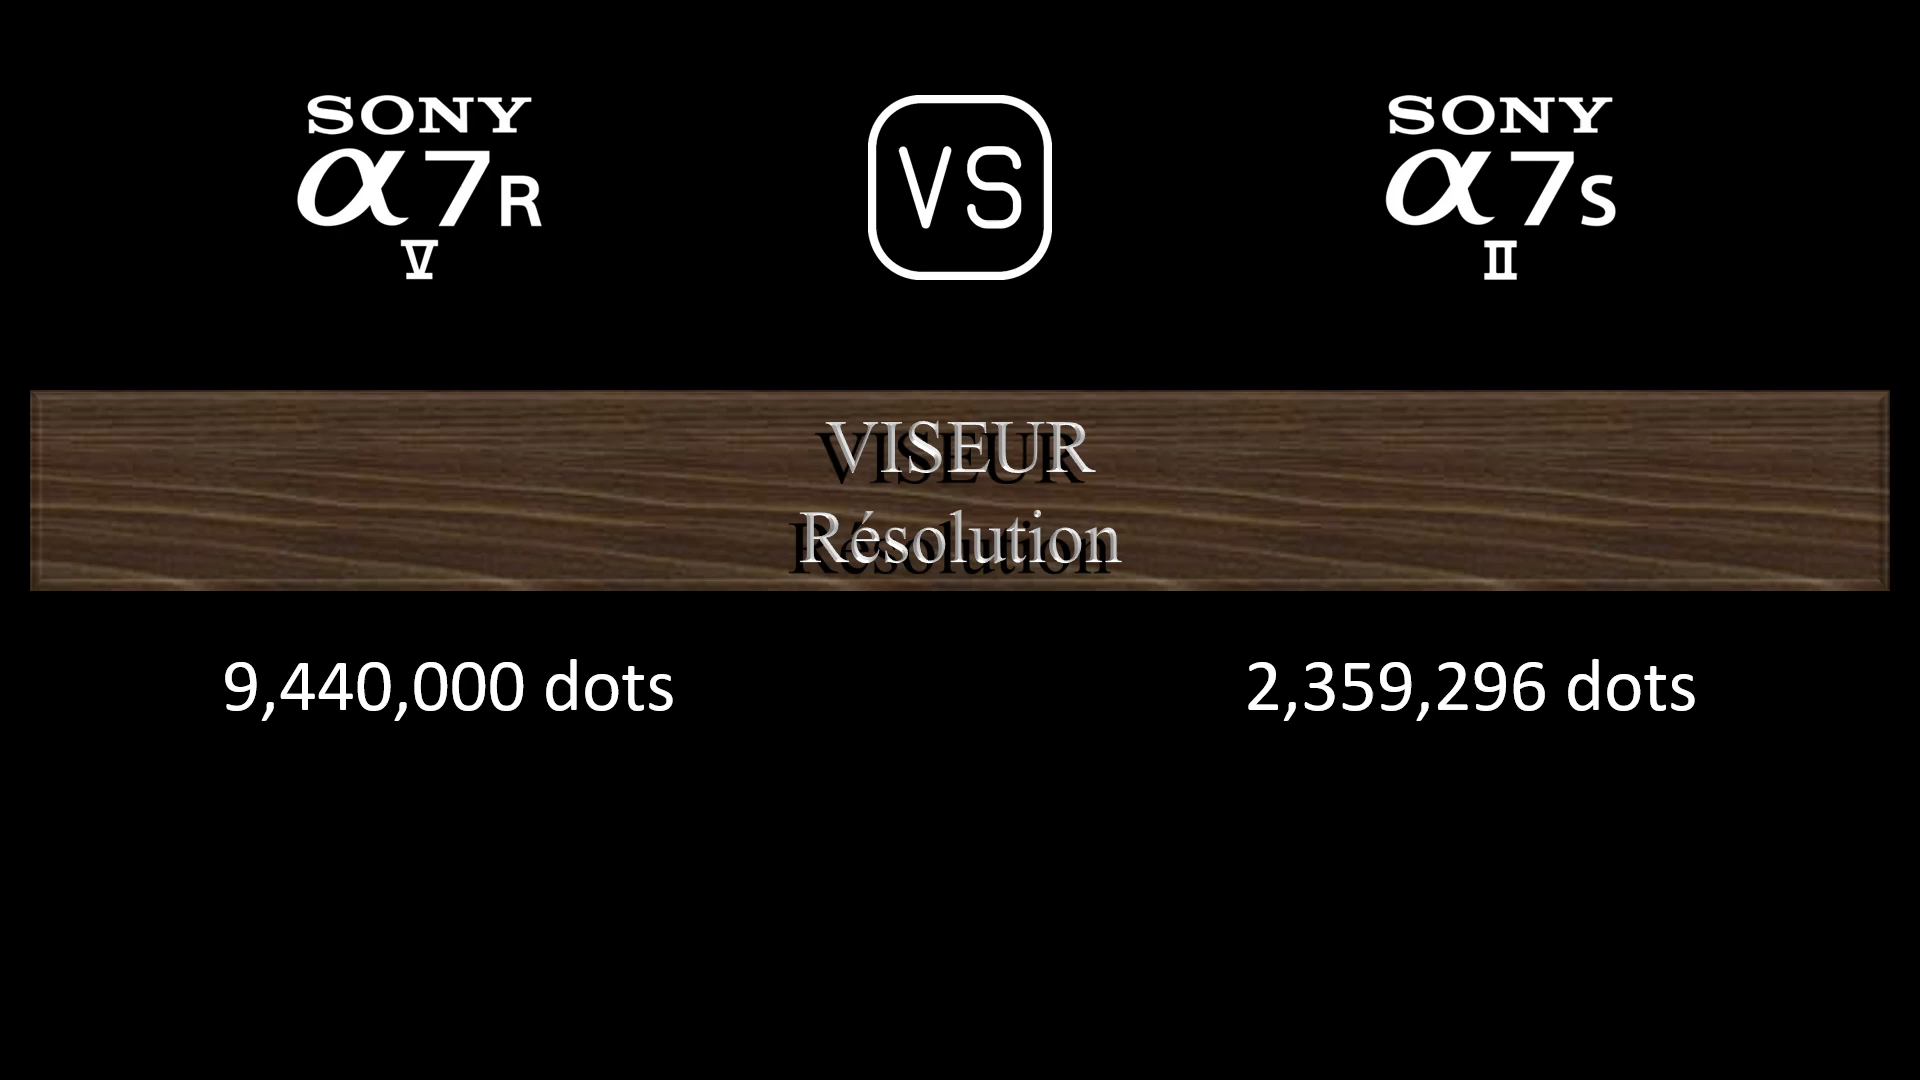 SONY
α7R
V
VS
SONY
α7S
II
VISEUR
Résolution
9,440,000 dots
2,359,296 dots